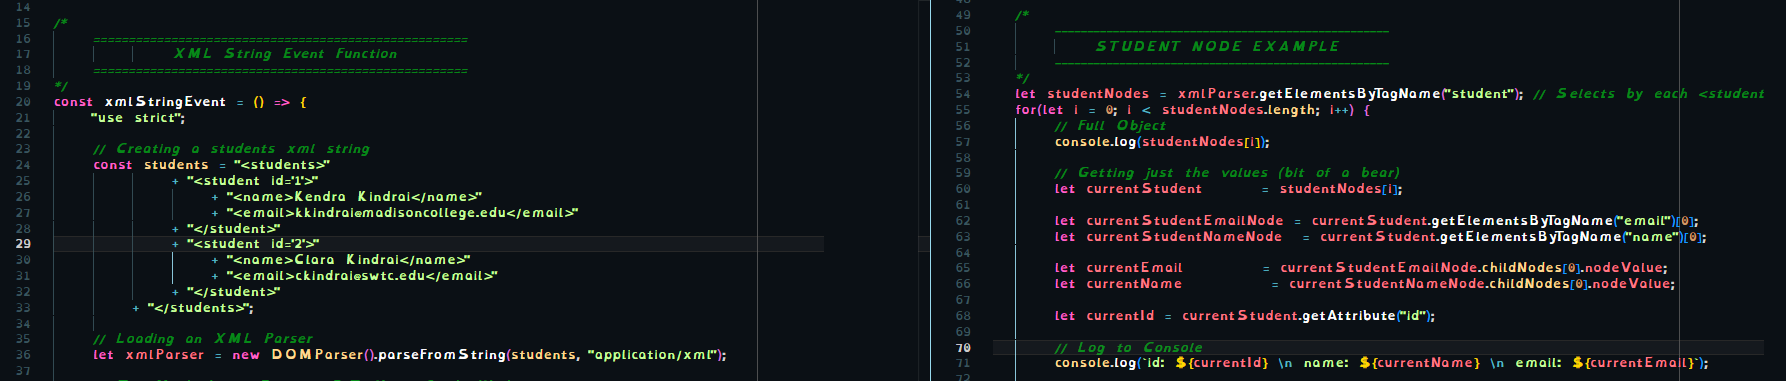 14
15 /*
16 ==================================================
17 XML String Event Function
18 ==================================================
19 */
20 const xmlStringEvent = () => {
21 "use strict";
22
23 // Creating a students xml string
24 const students = "<students>"
25 + "<student id='1'>"
26 + "<name>Kendra Kindrai</name>"
27 + "<email>kkindrai@madisoncollege.edu</email>"
28 + "</student>"
29 + "<student id='2'>"
30 + "<name>Clara Kindrai</name>"
31 + "<email>ckindrai@swtc.edu</email>"
32 + "</student>"
33 + "</students>";
34
35 // Loading an XML Parser
36 let xmlParser = new DOMParser().parseFromString(students, "application/xml");
37
49 /*
50 --------------------------------------------------
51 STUDENT NODE EXAMPLE
52 --------------------------------------------------
53 */
54 let studentNodes = xmlParser.getElementsByTagName("student"); // Selects by each <student
55 for(let i = 0; i < studentNodes.length; i++) {
56 // Full Object
57 console.log(studentNodes[i]);
58
59 // Getting just the values (bit of a bear)
60 let currentStudent = studentNodes[i];
61
62 let currentStudentEmailNode = currentStudent.getElementsByTagName("email")[0];
63 let currentStudentNameNode = currentStudent.getElementsByTagName("name")[0];
64
65 let currentEmail = currentStudentEmailNode.childNodes[0].nodeValue;
66 let currentName = currentStudentNameNode.childNodes[0].nodeValue;
67
68 let currentId = currentStudent.getAttribute("id");
69
70 // Log to Console
71 console.log(`id: ${currentId} \n name: ${currentName} \n email: ${currentEmail}`);
72